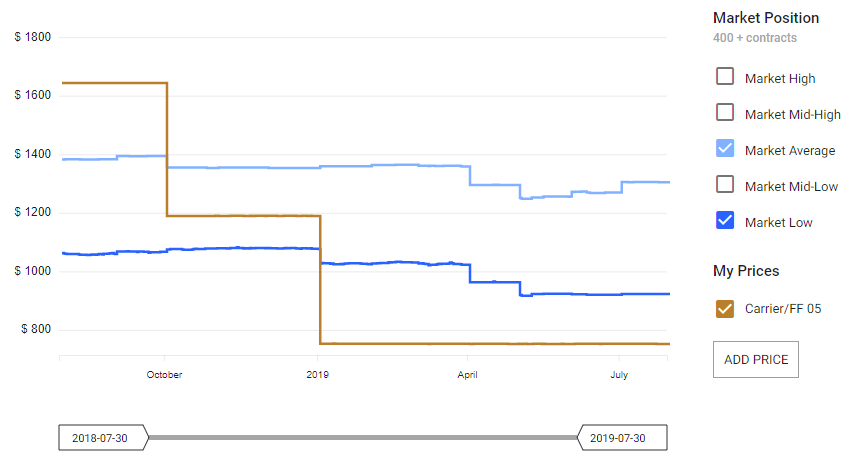 Market Position
400 + contracts
$ 1800
$ 1600
$ 1400
$ 1200
$ 1000
$ 800
October
2019
April
July
2018-07-30
2019-07-30
Market High
Market Mid-High
Market Average
Market Mid-Low
Market Low
My Prices
Carrier/FF 05
ADD PRICE